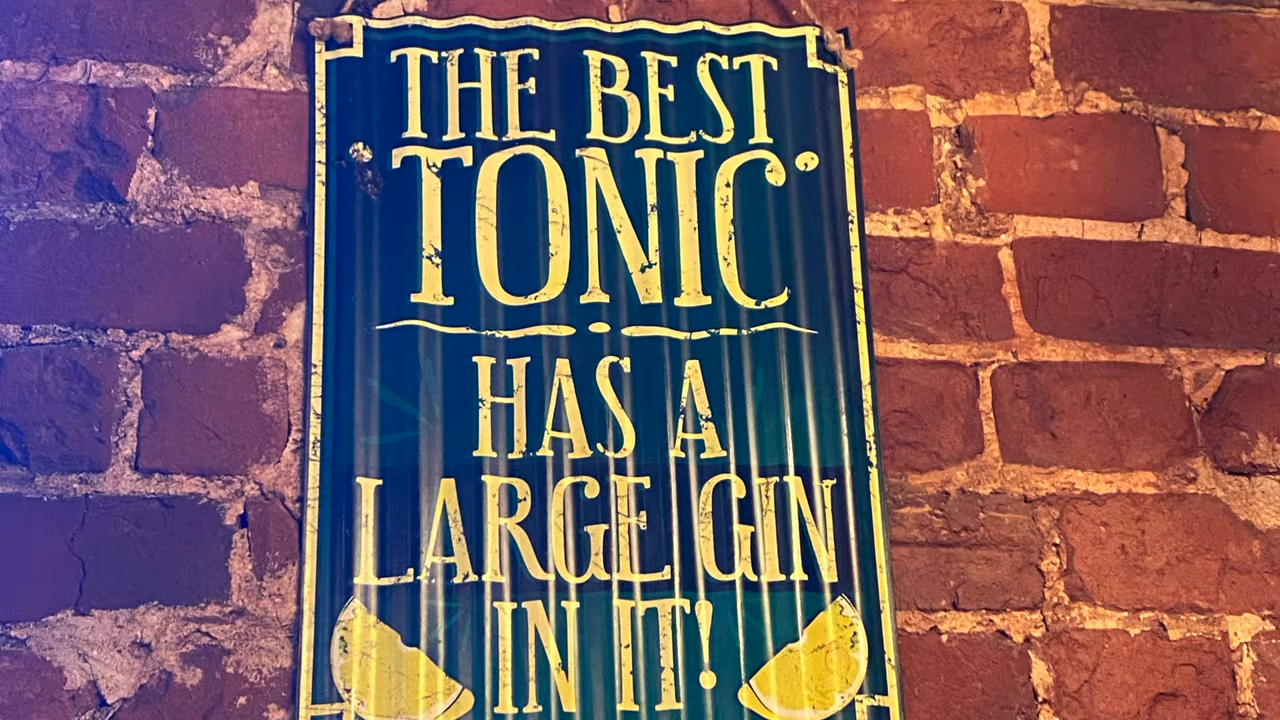 THE BEST
TONIC
HAS A
LARGE GIN
IN IT!